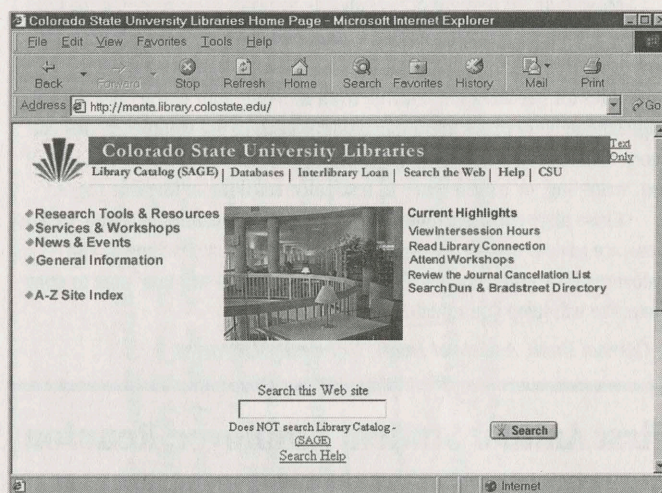 Colorado State University Libraries Home Page - Microsoft Internet Explorer
File Edit View Favorites Tools Help
Back Forward Stop Refresh Home Search Favorites History Mail Print
Address http://manta.library.colostate.edu/ Go
Colorado State University Libraries
Text Only
Library Catalog (SAGE) | Databases | Interlibrary Loan | Search the Web | Help | CSU
Research Tools & Resources
Services & Workshops
News & Events
General Information
A-Z Site Index
Current Highlights
View Intersession Hours
Read Library Connection
Attend Workshops
Review the Journal Cancellation List
Search Dun & Bradstreet Directory
Search this Web site
Does NOT search Library Catalog -
(SAGE)
Search
Search Help
Internet